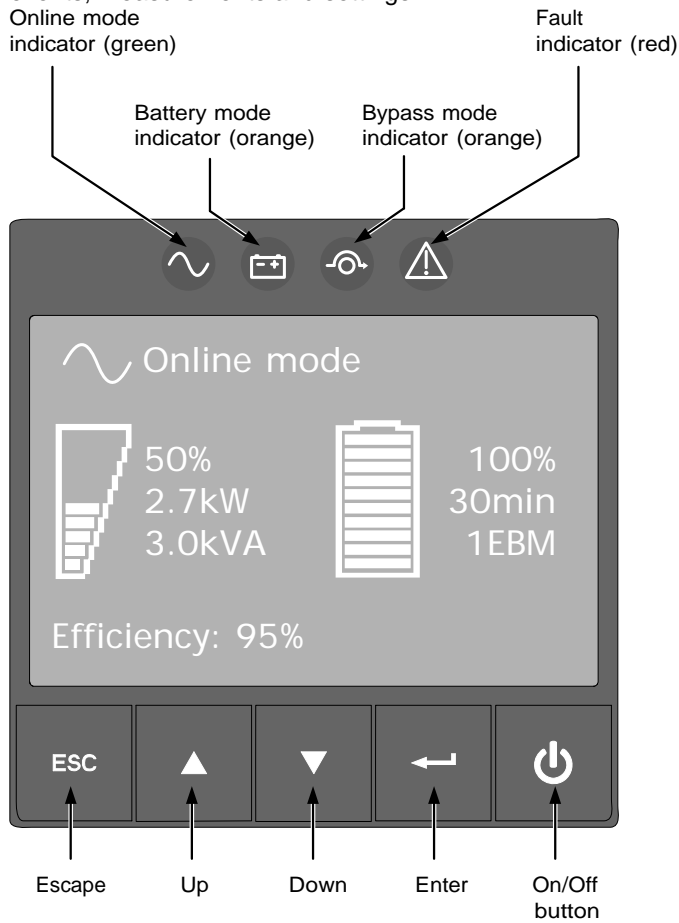 Online mode
indicator (green)
Fault
indicator (red)
Battery mode
indicator (orange)
Bypass mode
indicator (orange)
Online mode
50%
2.7kW
3.0kVA
100%
30min
1EBM
Efficiency: 95%
ESC
Escape
Up
Down
Enter
On/Off
button